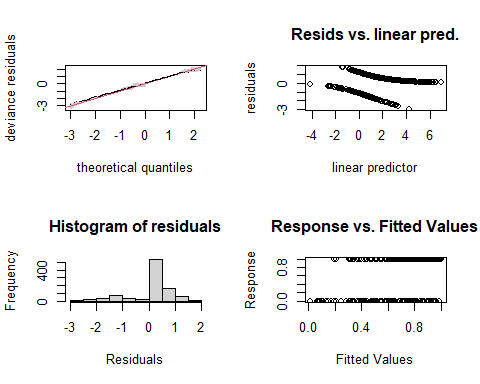 deviance residuals
-3 0
-3 -2 -1 0 1 2
theoretical quantiles
Resids vs. linear pred.
residuals
-3 0
-4 -2 0 2 4 6
linear predictor
Histogram of residuals
Frequency
0 400
-3 -2 -1 0 1 2
Residuals
Response vs. Fitted Values
Response
0.0 0.8
0.0 0.4 0.8
Fitted Values